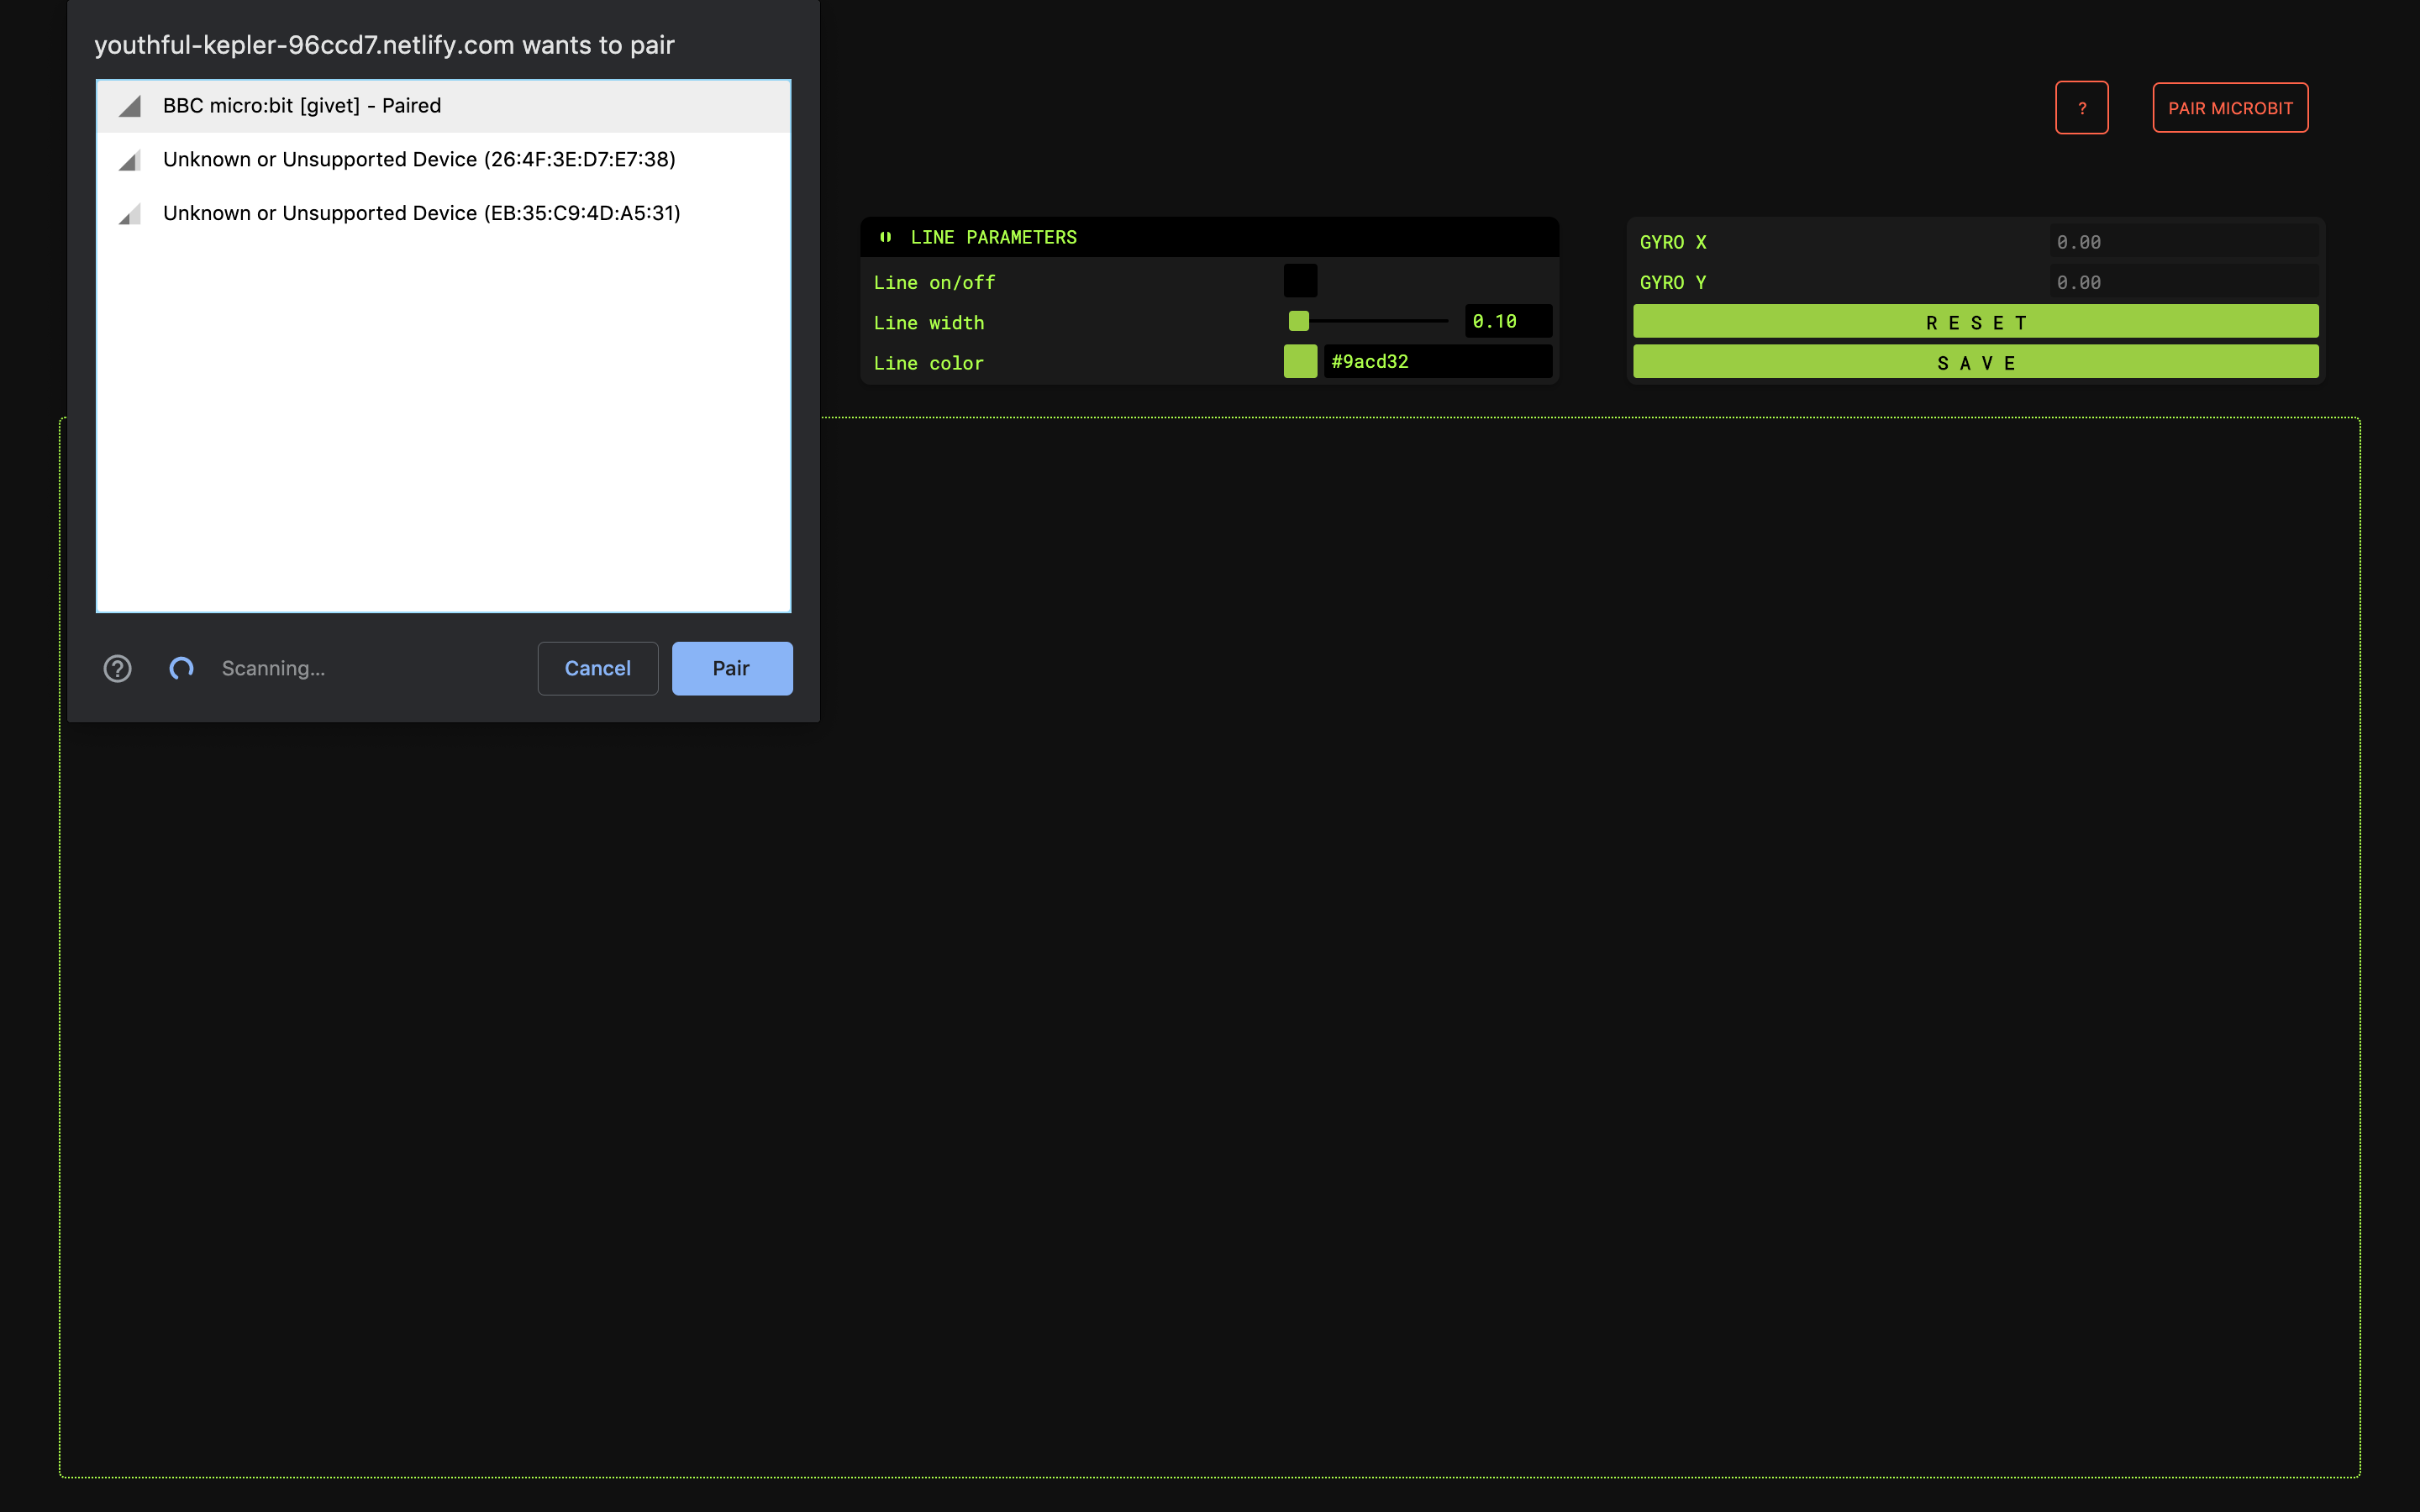 youthful-kepler-96ccd7.netlify.com wants to pair
BBC micro:bit [givet] - Paired
Unknown or Unsupported Device (26:4F:3E:D7:E7:38)
Unknown or Unsupported Device (EB:35:C9:4D:A5:31)
Scanning...
Cancel
Pair
?
PAIR MICROBIT
LINE PARAMETERS
Line on/off
Line width
0.10
Line color
#9acd32
GYRO X
0.00
GYRO Y
0.00
RESET
SAVE